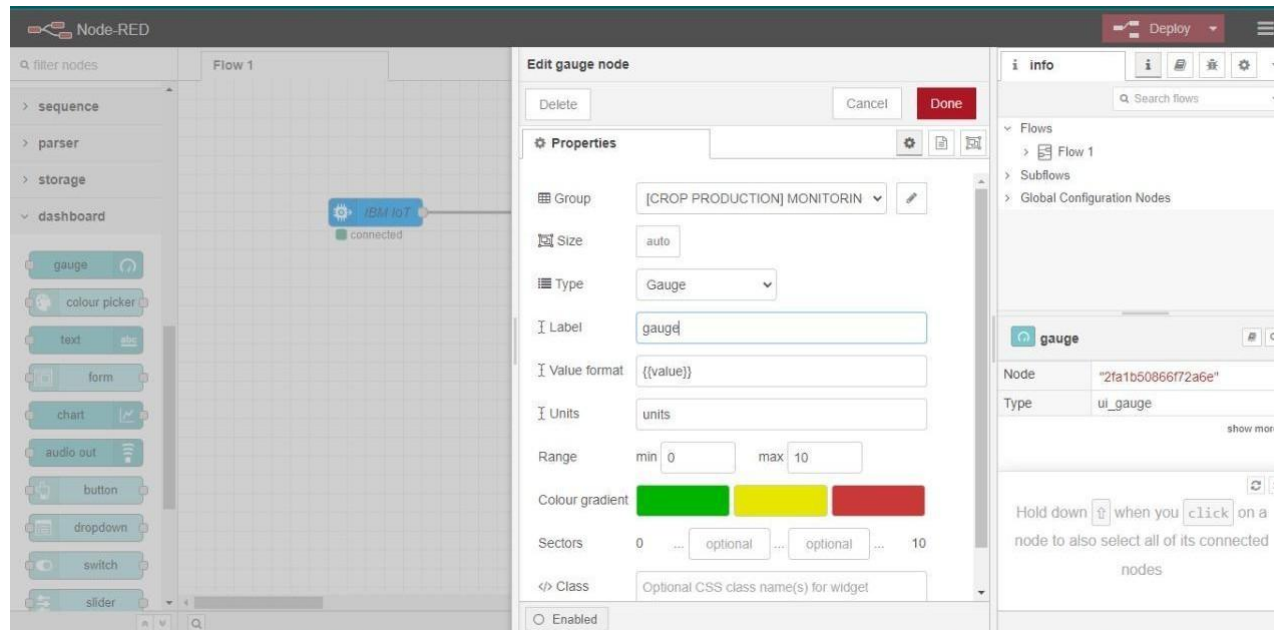 Node-RED
Deploy
filter nodes
sequence
parser
storage
dashboard
gauge
colour picker
text
abc
form
chart
audio out
button
dropdown
switch
slider
Flow 1
IBM IoT
connected
Edit gauge node
Delete
Cancel
Done
Properties
Group [CROP PRODUCTION] MONITORIN
Size auto
Type Gauge
Label gauge
Value format {{value}}
Units units
Range min 0 max 10
Colour gradient
Sectors 0 ... optional ... optional ... 10
</> Class Optional CSS class name(s) for widget
Enabled
i info i
Search flows
Flows
Flow 1
Subflows
Global Configuration Nodes
gauge
Node "2fa1b50866f72a6e"
Type ui_gauge
show more
Hold down ⇧ when you click on a
node to also select all of its connected
nodes